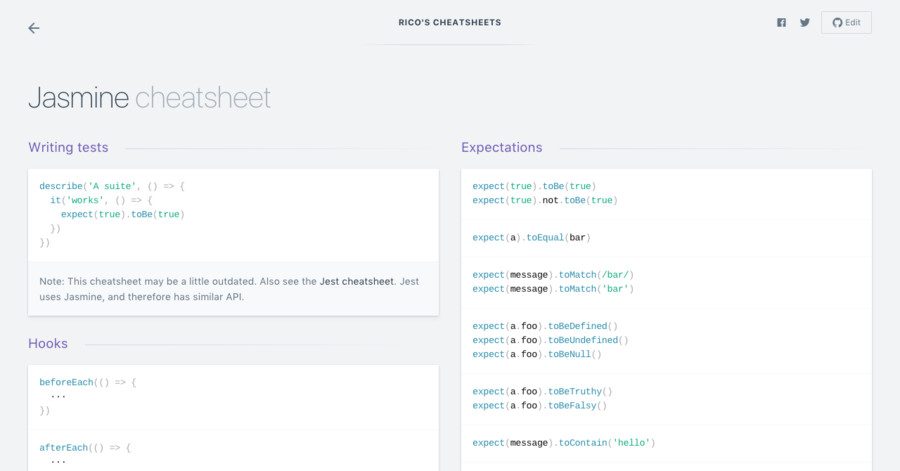 RICO'S CHEATSHEETS
Edit
Jasmine cheatsheet
Writing tests
describe('A suite', () => {
  it('works', () => {
    expect(true).toBe(true)
  })
})
Note: This cheatsheet may be a little outdated. Also see the Jest cheatsheet. Jest
uses Jasmine, and therefore has similar API.
Hooks
beforeEach(() => {
  ...
})
afterEach(() => {
  ...
Expectations
expect(true).toBe(true)
expect(true).not.toBe(true)
expect(a).toEqual(bar)
expect(message).toMatch(/bar/)
expect(message).toMatch('bar')
expect(a.foo).toBeDefined()
expect(a.foo).toBeUndefined()
expect(a.foo).toBeNull()
expect(a.foo).toBeTruthy()
expect(a.foo).toBeFalsy()
expect(message).toContain('hello')